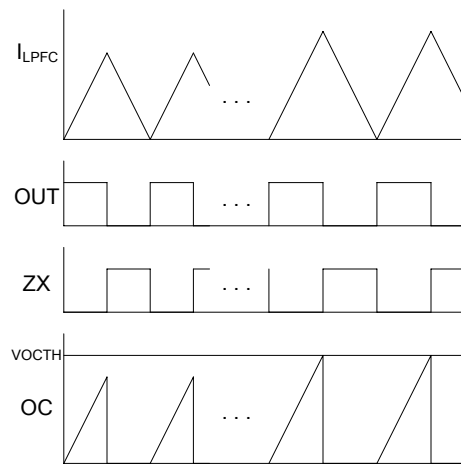 ILPFC
. . .
OUT
. . .
ZX
. . .
VOCTH
OC
. . .